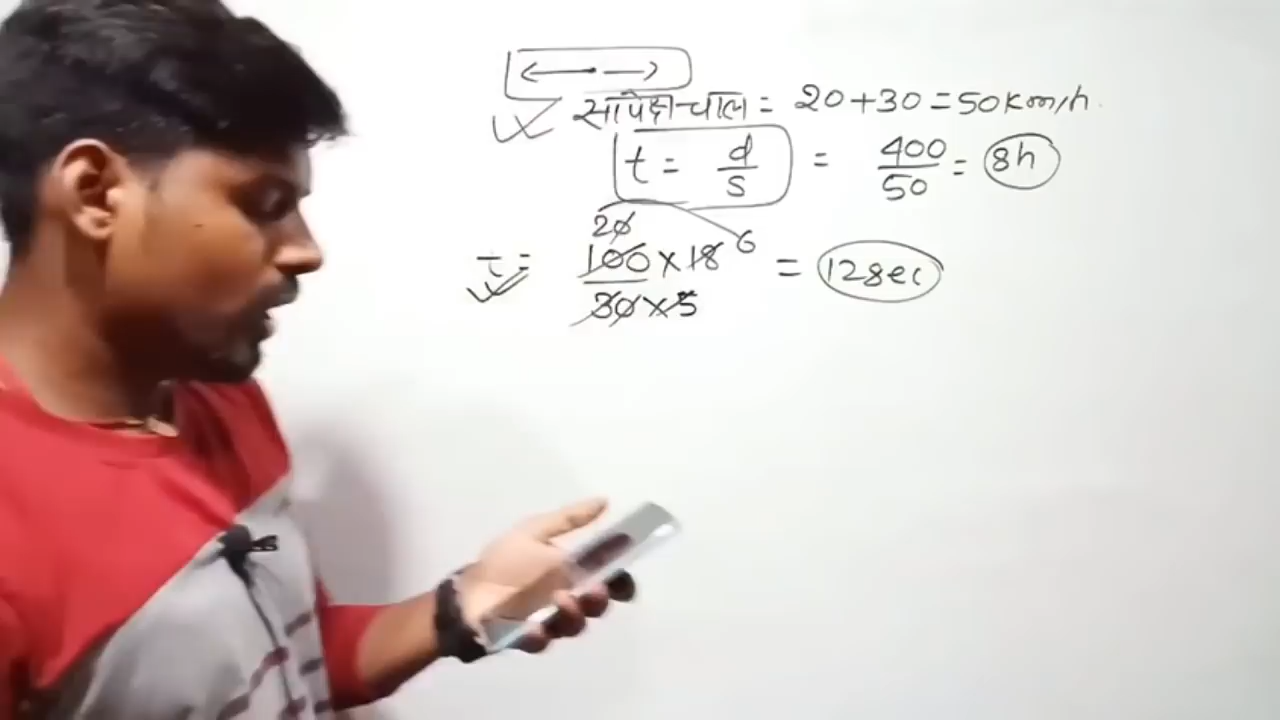 सापेक्ष चाल = 20+30 = 50Km/h.
t = d/s = 400/50 = 8h
20 6
t = 100×18/30×5 = 12sec